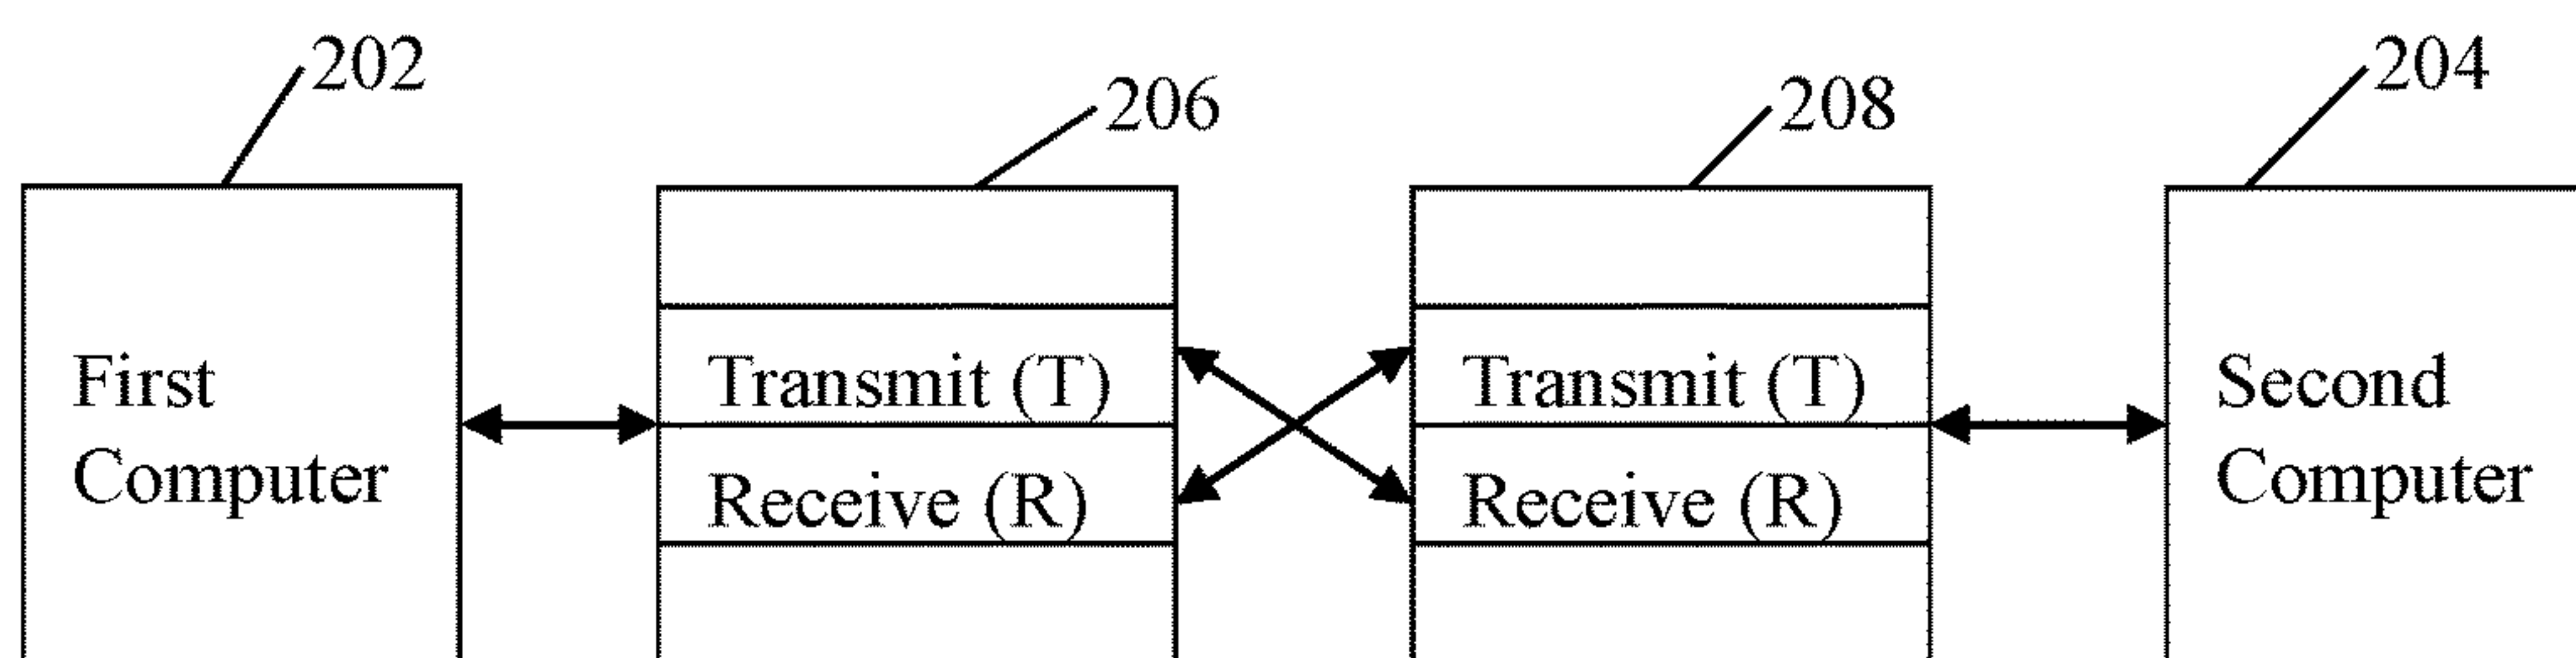 202
206
208
204
First
Computer
Transmit (T)
Receive (R)
Transmit (T)
Receive (R)
Second
Computer